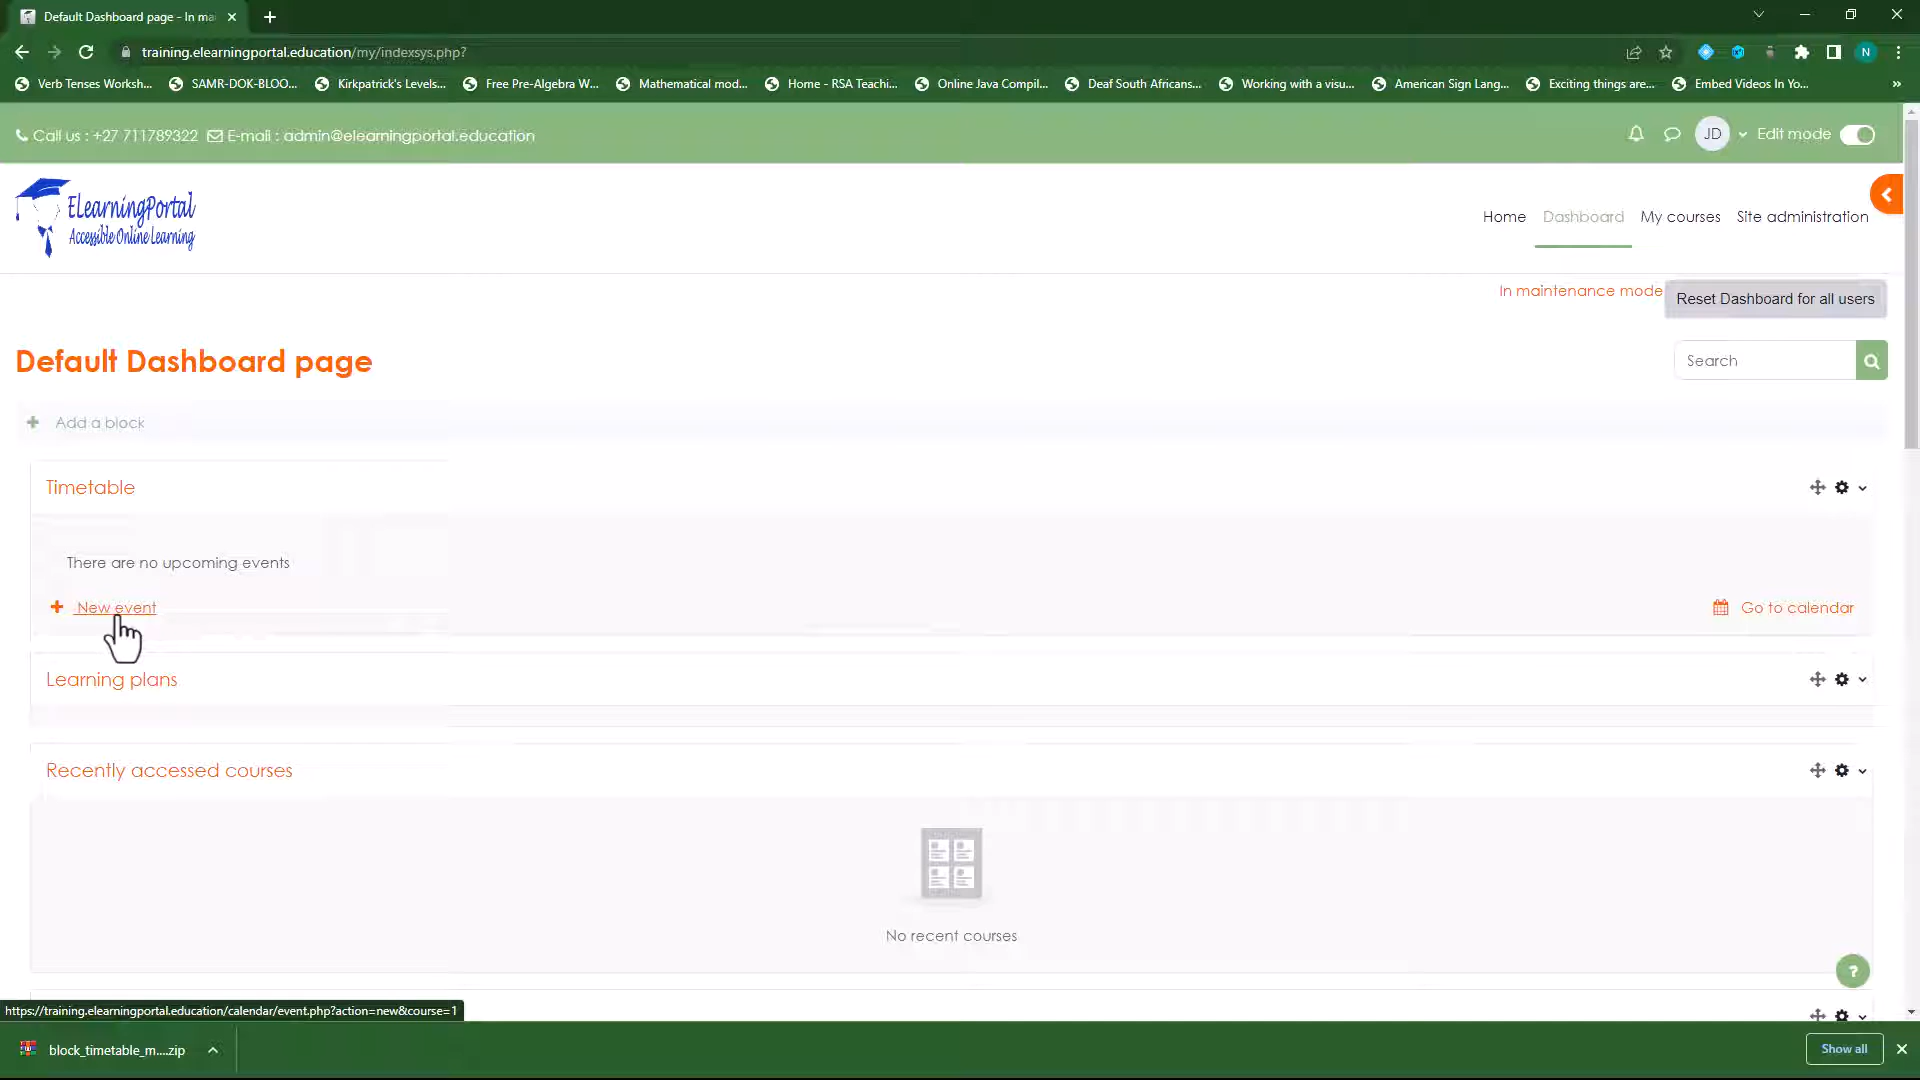 Default Dashboard page - In ma
training.elearningportal.education/my/indexsys.php?
N
Verb Tenses Worksh...
SAMR-DOK-BLOO...
Kirkpatrick's Levels...
Free Pre-Algebra W...
Mathematical mod...
Home - RSA Teachi...
Online Java Compil...
Deaf South Africans...
Working with a visu...
American Sign Lang...
Exciting things are...
Embed Videos In Yo...
»
Call us : +27 711789322 E-mail : admin@elearningportal.education
JD
Edit mode
ELearningPortal
Accessible Online Learning
Home
Dashboard
My courses
Site administration
In maintenance mode
Reset Dashboard for all users
Default Dashboard page
Search
Add a block
Timetable
There are no upcoming events
New event
Go to calendar
Learning plans
Recently accessed courses
No recent courses
?
https://training.elearningportal.education/calendar/event.php?action=new&course=1
block_timetable_m....zip
Show all